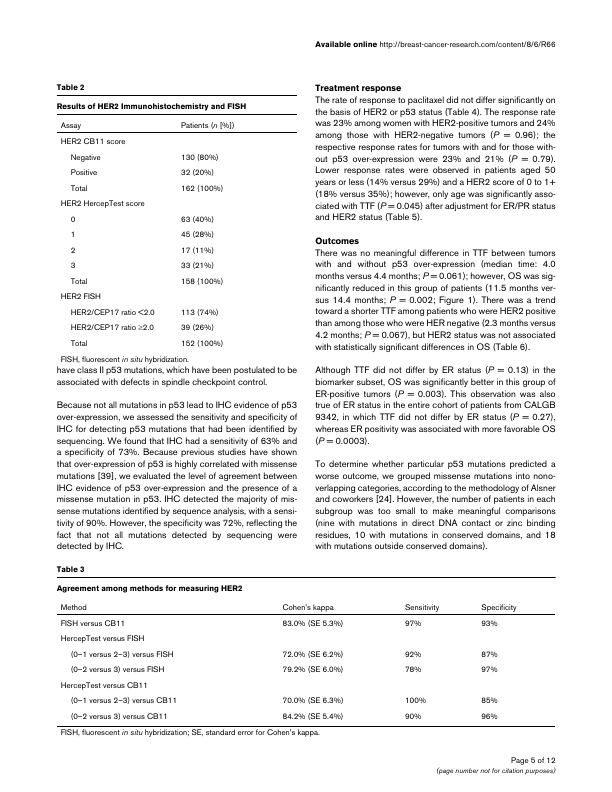 Available online http://breast-cancer-research.com/content/8/6/R66
Table 2
Results of HER2 Immunohistochemistry and FISH
Assay Patients (n [%])
HER2 CB11 score
Negative 130 (80%)
Positive 32 (20%)
Total 162 (100%)
HER2 HercepTest score
0 63 (40%)
1 45 (28%)
2 17 (11%)
3 33 (21%)
Total 158 (100%)
HER2 FISH
HER2/CEP17 ratio <2.0 113 (74%)
HER2/CEP17 ratio ≥2.0 39 (26%)
Total 152 (100%)
FISH, fluorescent in situ hybridization.
have class II p53 mutations, which have been postulated to be
associated with defects in spindle checkpoint control.
Because not all mutations in p53 lead to IHC evidence of p53
over-expression, we assessed the sensitivity and specificity of
IHC for detecting p53 mutations that had been identified by
sequencing. We found that IHC had a sensitivity of 63% and
a specificity of 73%. Because previous studies have shown
that over-expression of p53 is highly correlated with missense
mutations [39], we evaluated the level of agreement between
IHC evidence of p53 over-expression and the presence of a
missense mutation in p53. IHC detected the majority of mis-
sense mutations identified by sequence analysis, with a sensi-
tivity of 90%. However, the specificity was 72%, reflecting the
fact that not all mutations detected by sequencing were
detected by IHC.
Treatment response
The rate of response to paclitaxel did not differ significantly on
the basis of HER2 or p53 status (Table 4). The response rate
was 23% among women with HER2-positive tumors and 24%
among those with HER2-negative tumors (P = 0.96); the
respective response rates for tumors with and for those with-
out p53 over-expression were 23% and 21% (P = 0.79).
Lower response rates were observed in patients aged 50
years or less (14% versus 29%) and a HER2 score of 0 to 1+
(18% versus 35%); however, only age was significantly asso-
ciated with TTF (P = 0.045) after adjustment for ER/PR status
and HER2 status (Table 5).
Outcomes
There was no meaningful difference in TTF between tumors
with and without p53 over-expression (median time: 4.0
months versus 4.4 months; P = 0.061); however, OS was sig-
nificantly reduced in this group of patients (11.5 months ver-
sus 14.4 months; P = 0.002; Figure 1). There was a trend
toward a shorter TTF among patients who were HER2 positive
than among those who were HER negative (2.3 months versus
4.2 months; P = 0.067), but HER2 status was not associated
with statistically significant differences in OS (Table 6).
Although TTF did not differ by ER status (P = 0.13) in the
biomarker subset, OS was significantly better in this group of
ER-positive tumors (P = 0.003). This observation was also
true of ER status in the entire cohort of patients from CALGB
9342, in which TTF did not differ by ER status (P = 0.27),
whereas ER positivity was associated with more favorable OS
(P = 0.0003).
To determine whether particular p53 mutations predicted a
worse outcome, we grouped missense mutations into nono-
verlapping categories, according to the methodology of Alsner
and coworkers [24]. However, the number of patients in each
subgroup was too small to make meaningful comparisons
(nine with mutations in direct DNA contact or zinc binding
residues, 10 with mutations in conserved domains, and 18
with mutations outside conserved domains).
Table 3
Agreement among methods for measuring HER2
Method Cohen's kappa Sensitivity Specificity
FISH versus CB11 83.0% (SE 5.3%) 97% 93%
HercepTest versus FISH
(0–1 versus 2–3) versus FISH 72.0% (SE 6.2%) 92% 87%
(0–2 versus 3) versus FISH 79.2% (SE 6.0%) 78% 97%
HercepTest versus CB11
(0–1 versus 2–3) versus CB11 70.0% (SE 6.3%) 100% 85%
(0–2 versus 3) versus CB11 84.2% (SE 5.4%) 90% 96%
FISH, fluorescent in situ hybridization; SE, standard error for Cohen's kappa.
Page 5 of 12
(page number not for citation purposes)